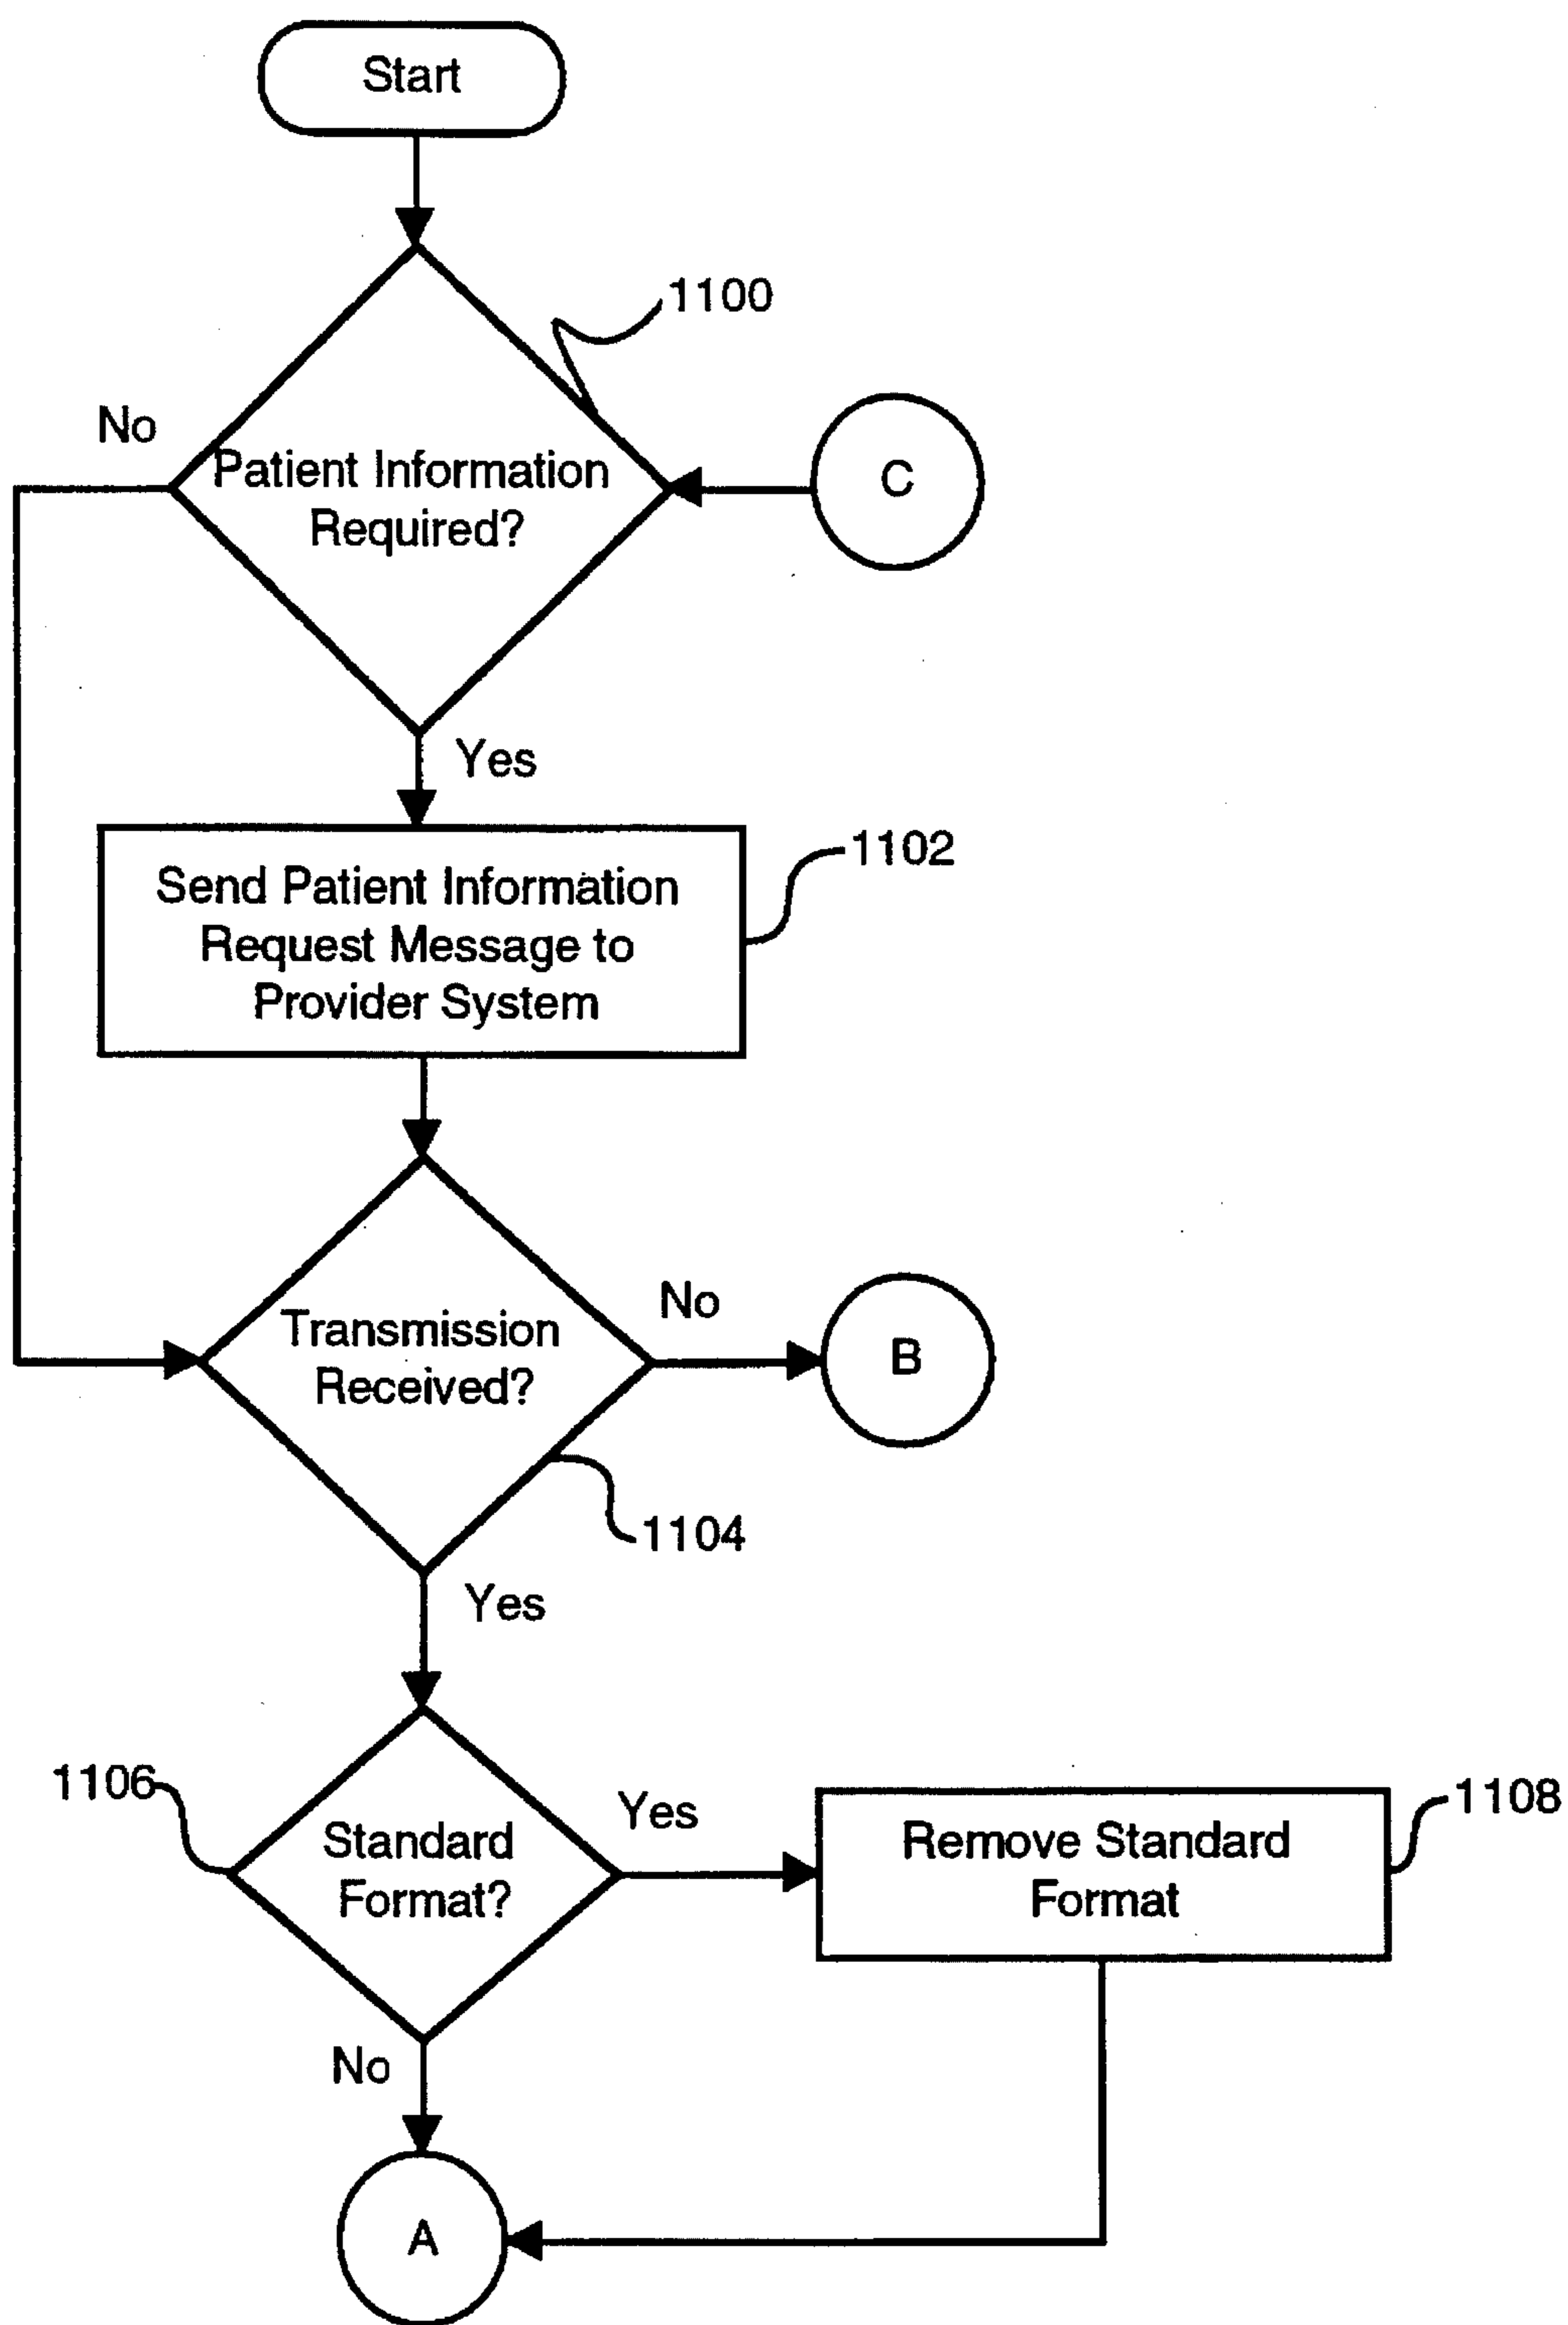 Start
1100
No
Patient Information
Required?
C
Yes
1102
Send Patient Information
Request Message to
Provider System
No
Transmission
Received?
B
1104
Yes
1106
Yes
Standard
Format?
1108
Remove Standard
Format
No
A